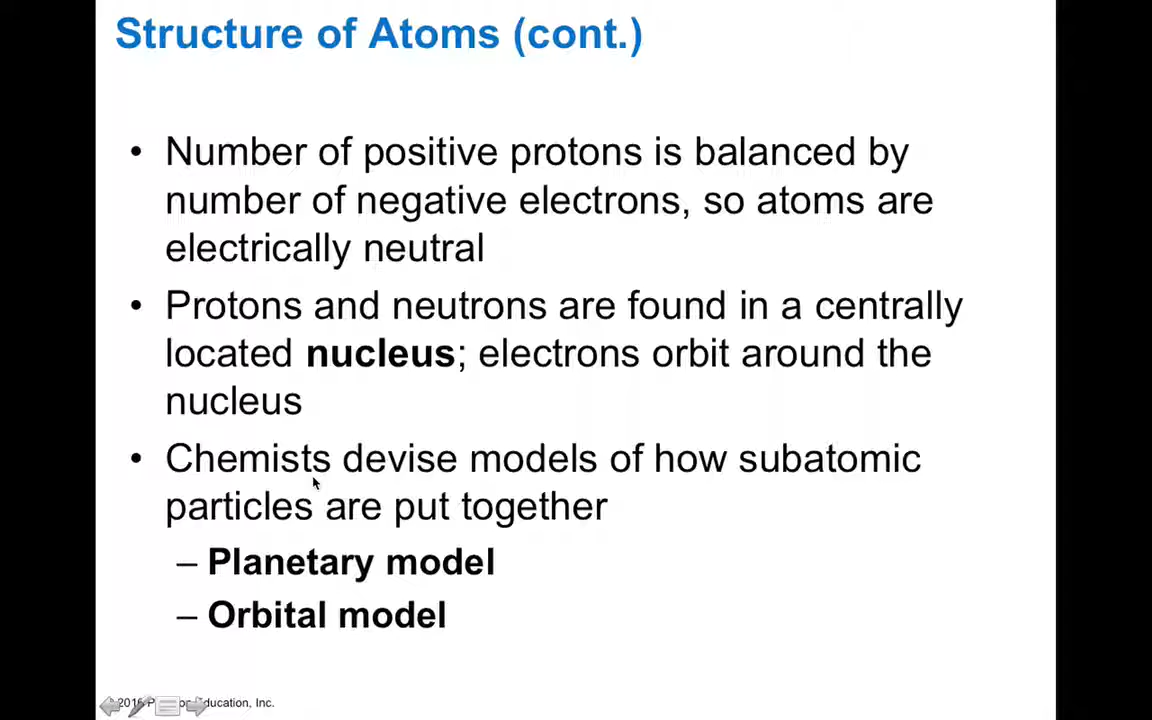 Structure of Atoms (cont.)
• Number of positive protons is balanced by
number of negative electrons, so atoms are
electrically neutral
• Protons and neutrons are found in a centrally
located nucleus; electrons orbit around the
nucleus
• Chemists devise models of how subatomic
particles are put together
– Planetary model
– Orbital model
Education, Inc.